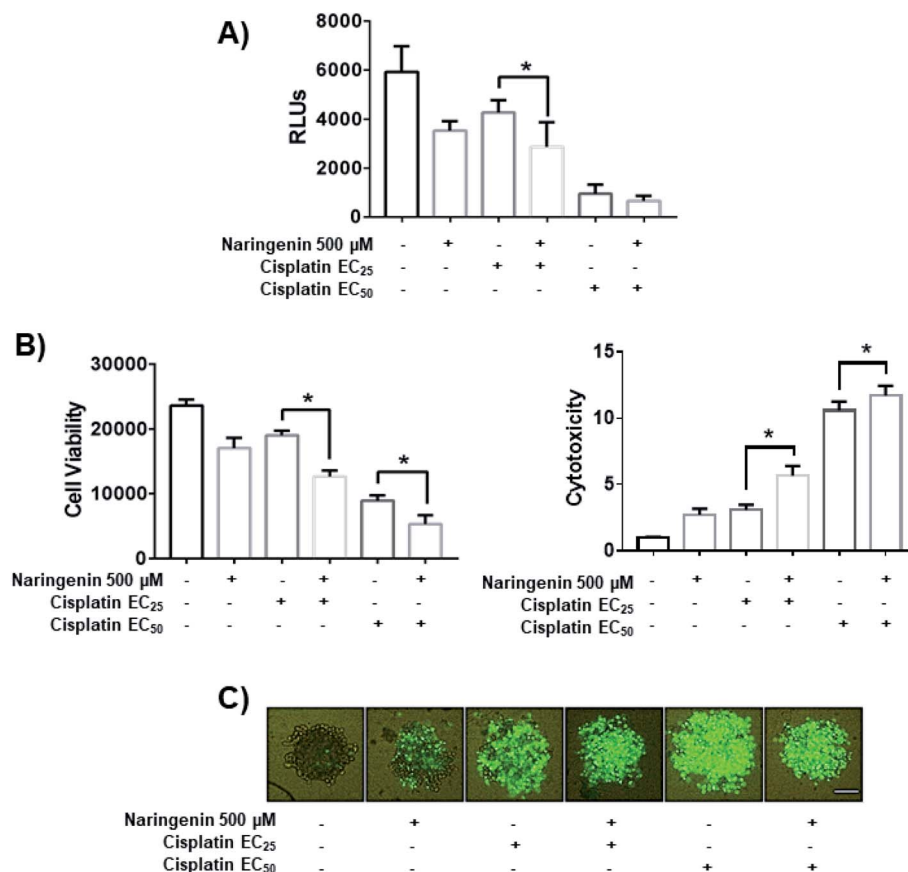 A)
8000
6000
4000
2000
0
RLUs
*
Naringenin 500 µM - + - + - +
Cisplatin EC25 - - + + - -
Cisplatin EC50 - - - - + +
B)
30000
20000
10000
0
Cell Viability
* *
Naringenin 500 µM - + - + - +
Cisplatin EC25 - - + + - -
Cisplatin EC50 - - - - + +
15
10
5
0
Cytotoxicity
* *
Naringenin 500 µM - + - + - +
Cisplatin EC25 - - + + - -
Cisplatin EC50 - - - - + +
C)
Naringenin 500 µM - + - + - +
Cisplatin EC25 - - + + - -
Cisplatin EC50 - - - - + +